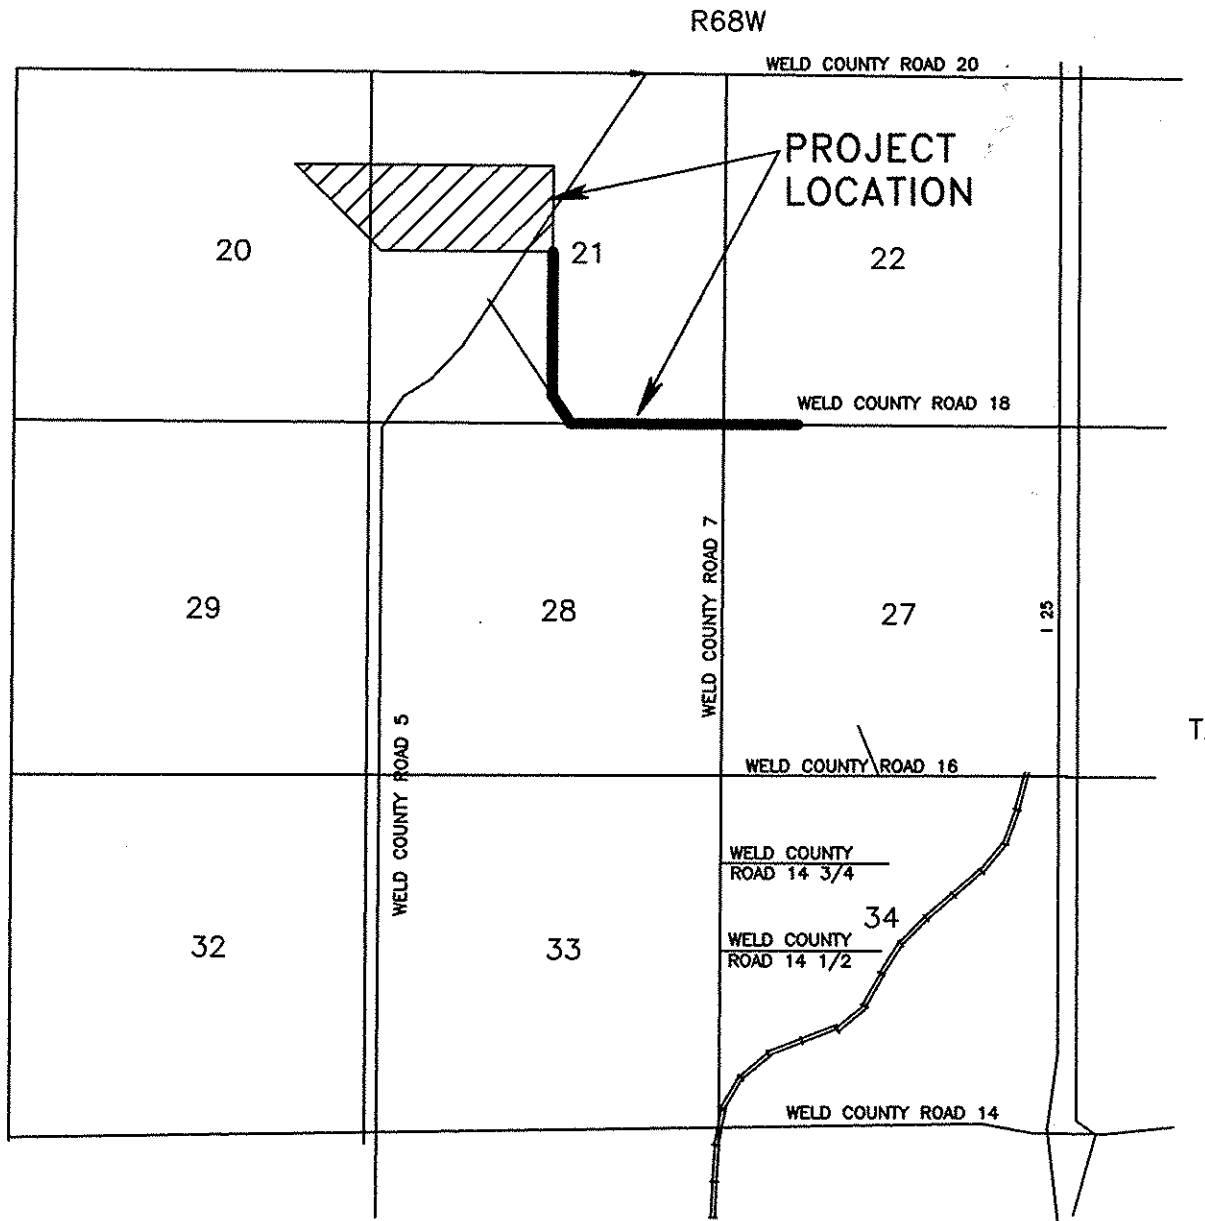 R68W
WELD COUNTY ROAD 20
PROJECT
LOCATION
20
21
22
WELD COUNTY ROAD 18
29
28
WELD COUNTY ROAD 7
27
I 25
T.
WELD COUNTY ROAD 5
WELD COUNTY ROAD 16
WELD COUNTY
ROAD 14 3/4
32
33
34
WELD COUNTY
ROAD 14 1/2
WELD COUNTY ROAD 14